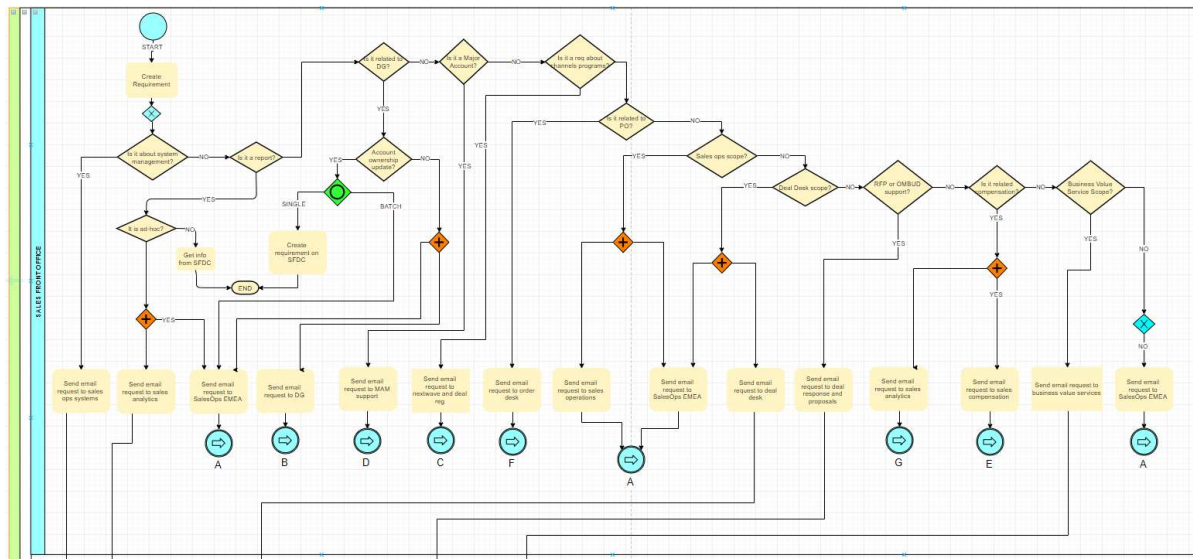 SALES FRONT OFFICE
START
Create
Requirement
Is it about system
management?
YES
NO
Is it a report?
YES
It is ad-hoc?
NO
Get info
from SFDC
END
YES
Is it related to
DG?
NO
YES
Account
ownership
update?
YES
NO
SINGLE
BATCH
Create
requirement on
SFDC
Is it a Major
Account?
NO
YES
Is it a req about
channels programs?
YES
Is it related to
PO?
YES
NO
Sales ops scope?
YES
NO
Deal Desk scope?
YES
NO
RFP or OMBUD
support?
NO
YES
Is it related
compensation?
NO
YES
YES
Business Value
Service Scope?
YES
NO
NO
Send email
request to sales
ops systems
Send email
request to sales
analytics
Send email
request to
SalesOps EMEA
Send email
request to DG
Send email
request to MAM
support
Send email
request to
nextwave and deal
reg
Send email
request to order
desk
Send email
request to sales
operations
Send email
request to
SalesOps EMEA
Send email
request to deal
desk
Send email
request to deal
response and
proposals
Send email
request to sales
analytics
Send email
request to sales
compensation
Send email request to
business value services
Send email
request to
SalesOps EMEA
A
B
D
C
F
A
G
E
A